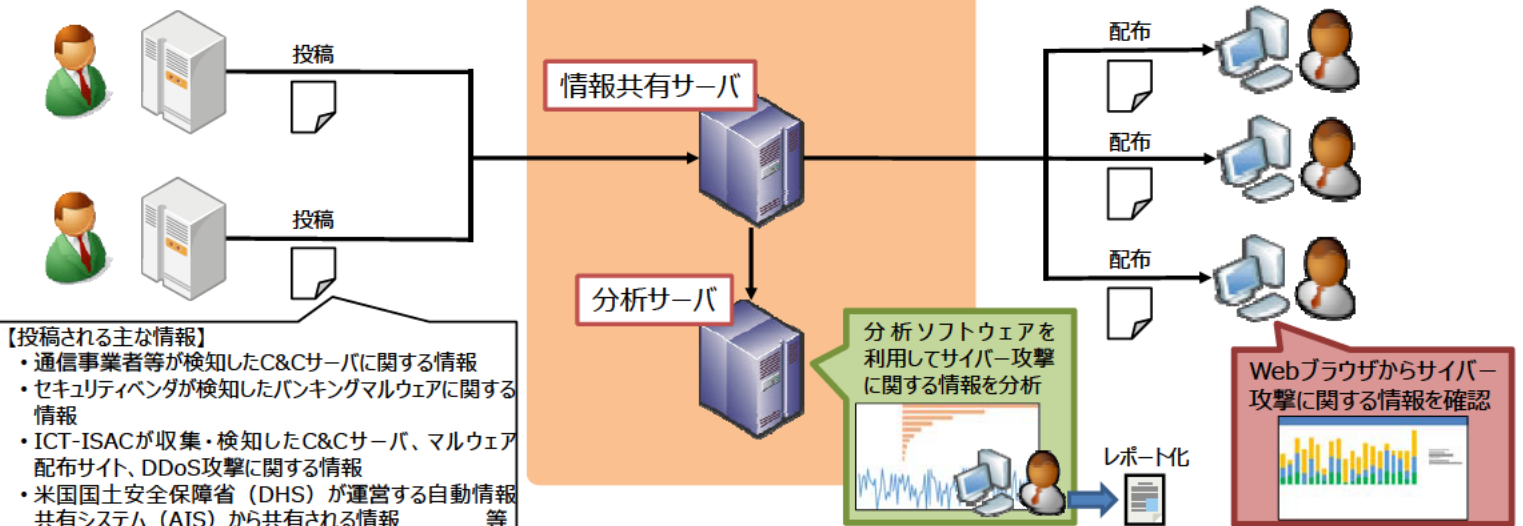 投稿
投稿
情報共有サーバ
分析サーバ
配布
配布
配布
【投稿される主な情報】
・通信事業者等が検知したC&Cサーバに関する情報
・セキュリティベンダが検知したバンキングマルウェアに関する
情報
・ICT-ISACが収集・検知したC&Cサーバ、マルウェア
配布サイト、DDoS攻撃に関する情報
・米国国土安全保障省（DHS）が運営する自動情報
共有システム（AIS）から共有される情報　　　等
分析ソフトウェアを
利用してサイバー攻撃
に関する情報を分析
レポート化
Webブラウザからサイバー
攻撃に関する情報を確認